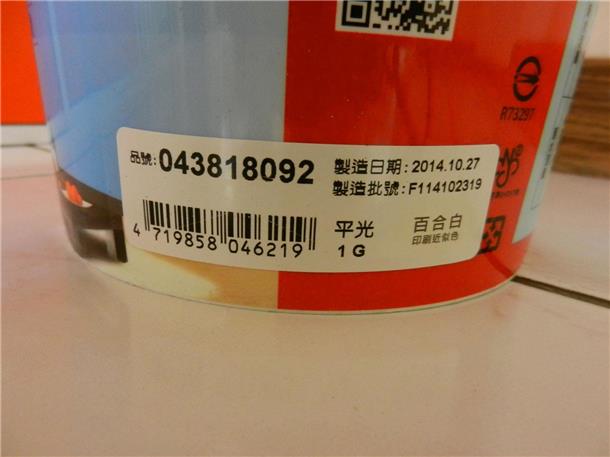 R73297
品號:043818092
製造日期:2014.10.27
製造批號:F114102319
4 719858 046219
平光
百合白
1G
印刷近似色